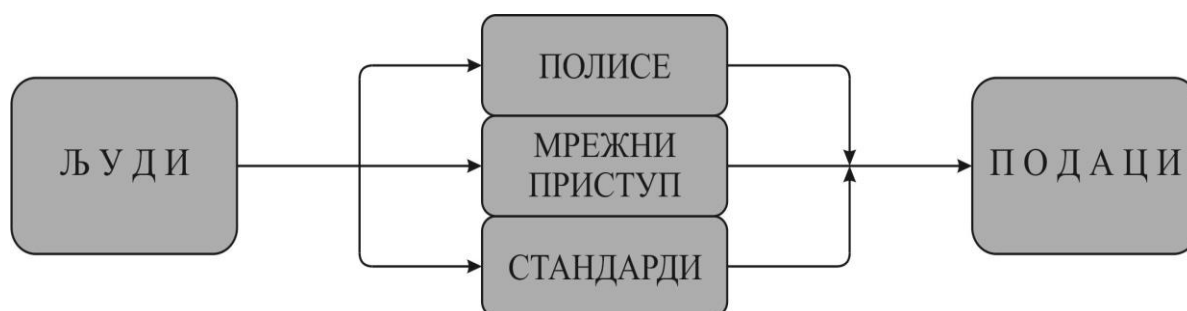 ЉУДИ
ПОЛИСЕ
МРЕЖНИ
ПРИСТУП
СТАНДАРДИ
ПОДАЦИ